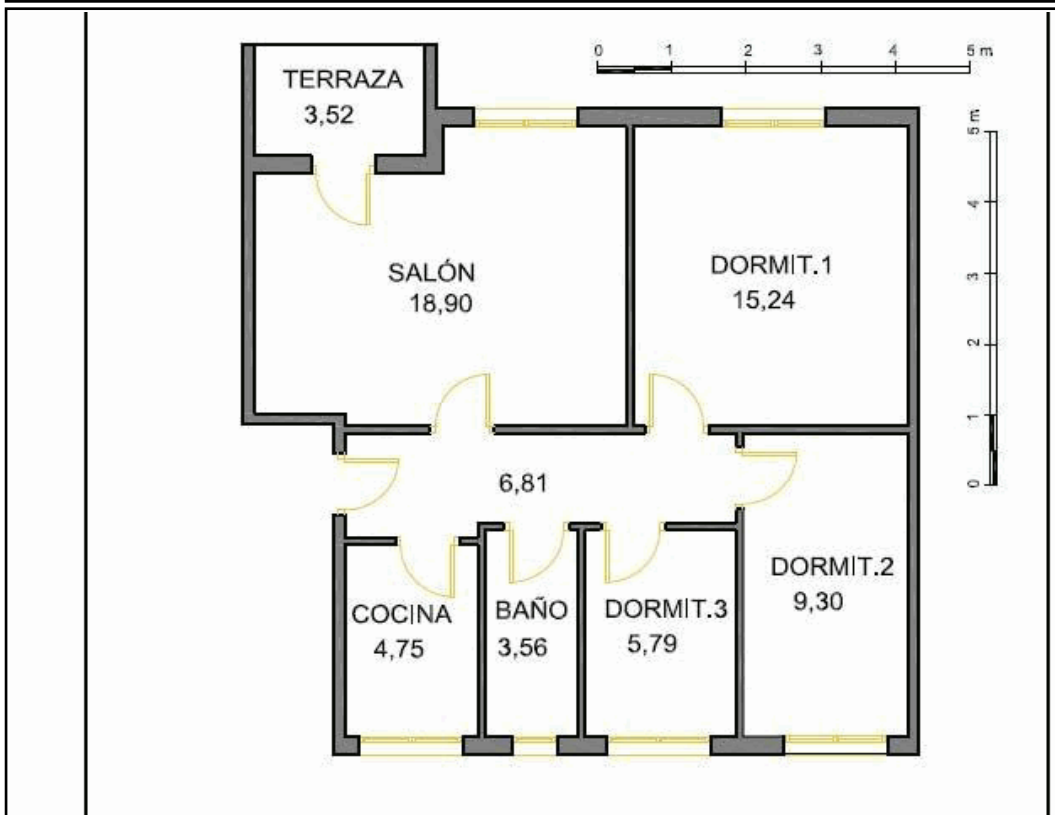 0 1 2 3 4 5 m
TERRAZA
3,52
5 m
4
3
2
1
0
SALÓN
18,90
DORMIT.1
15,24
6,81
DORMIT.2
9,30
COCINA
4,75
BAÑO
3,56
DORMIT.3
5,79